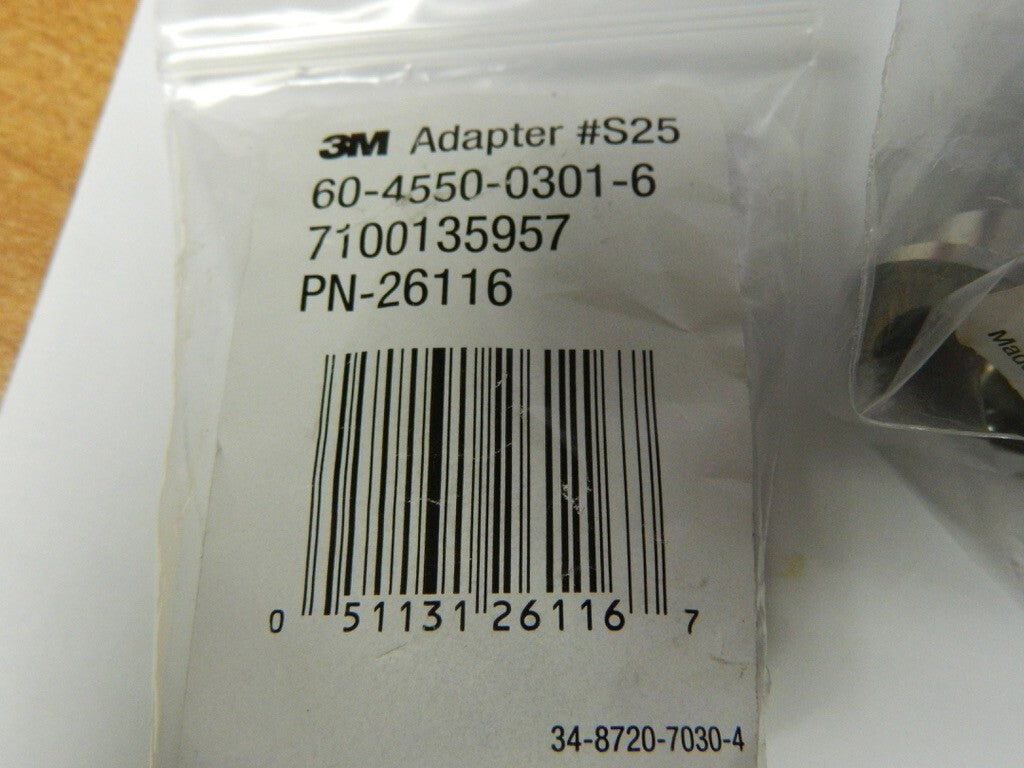 3M Adapter #S25
60-4550-0301-6
7100135957
PN-26116
0 51131 26116 7
34-8720-7030-4